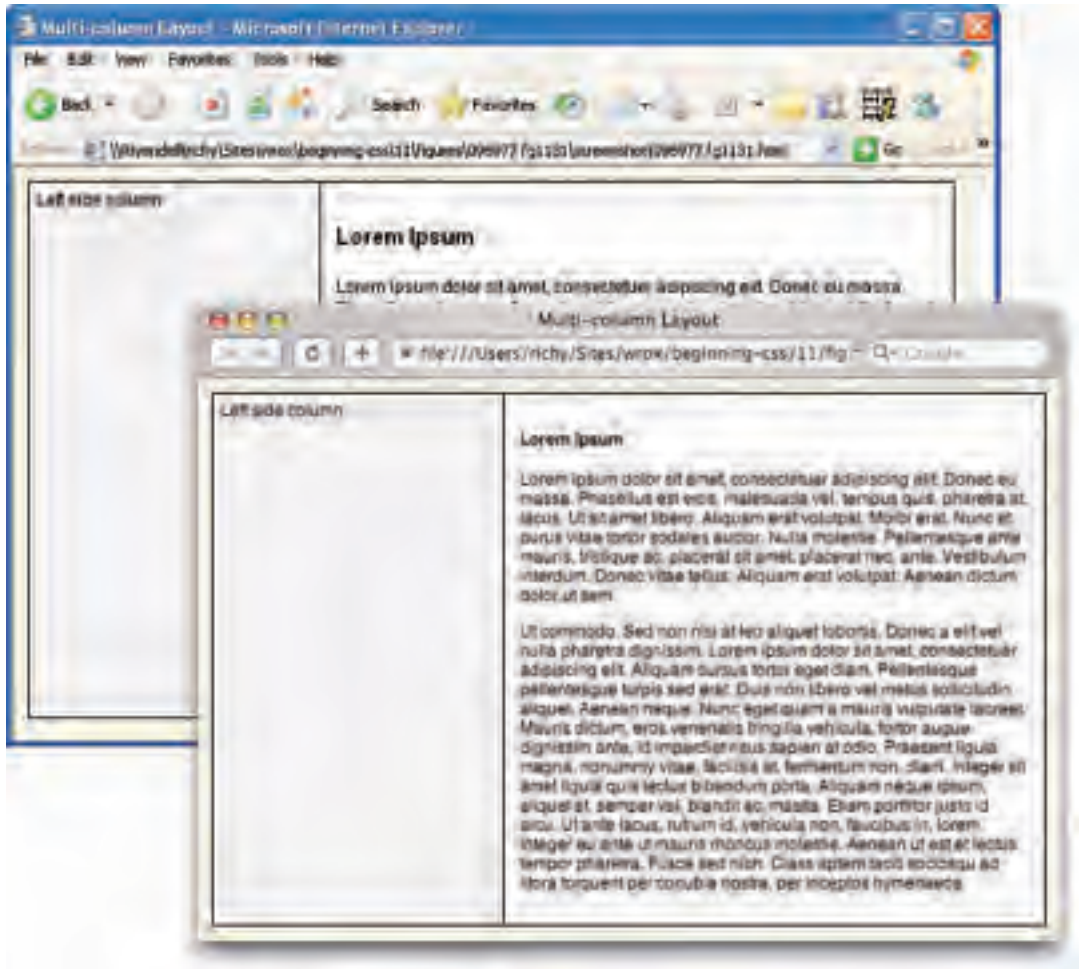 Multi-column Layout - Microsoft Internet Explorer
File Edit View Favorites Tools Help
Back Search Favorites
Go
Left side column
Lorem Ipsum
Lorem ipsum dolor sit amet, consectetuer adipiscing elit. Donec eu massa
Multi-column Layout
file:///Users/richy/Sites/wrox/beginning-css/11/fig Google
Left side column
Lorem Ipsum
Lorem ipsum dolor sit amet, consectetuer adipiscing elit. Donec eu
massa. Phasellus est eros, malesuada vel, tempus quis, pharetra at,
lacus. Ut sit amet libero. Aliquam erat volutpat. Morbi erat. Nunc et
purus vitae tortor sodales auctor. Nulla molestie. Pellentesque ante
mauris, tristique ac, placerat sit amet, placerat nec, ante. Vestibulum
interdum. Donec vitae tellus. Aliquam erat volutpat. Aenean dictum
dolor ut sem.
Ut commodo. Sed non nisi at leo aliquet lobortis. Donec a elit vel
nulla pharetra dignissim. Lorem ipsum dolor sit amet, consectetuer
adipiscing elit. Aliquam cursus tortor eget diam. Pellentesque
pellentesque turpis sed erat. Duis non libero vel metus sollicitudin
aliquet. Aenean neque. Nunc eget quam a mauris vulputate laoreet.
Mauris dictum, eros venenatis fringilla vehicula, tortor augue
dignissim ante, id imperdiet risus sapien at odio. Praesent ligula
magna, nonummy vitae, facilisis at, fermentum non, diam. Integer sit
amet ligula quis lectus bibendum porta. Aliquam neque ipsum,
aliquet et, semper vel, blandit ac, massa. Etiam porttitor justo id
arcu. Ut ante lacus, rutrum id, vehicula non, faucibus in, lorem.
Integer eu ante ut mauris rhoncus molestie. Aenean ut est et lectus
tempor pharetra. Fusce sed nibh. Class aptent taciti sociosqu ad
litora torquent per conubia nostra, per inceptos hymenaeos.